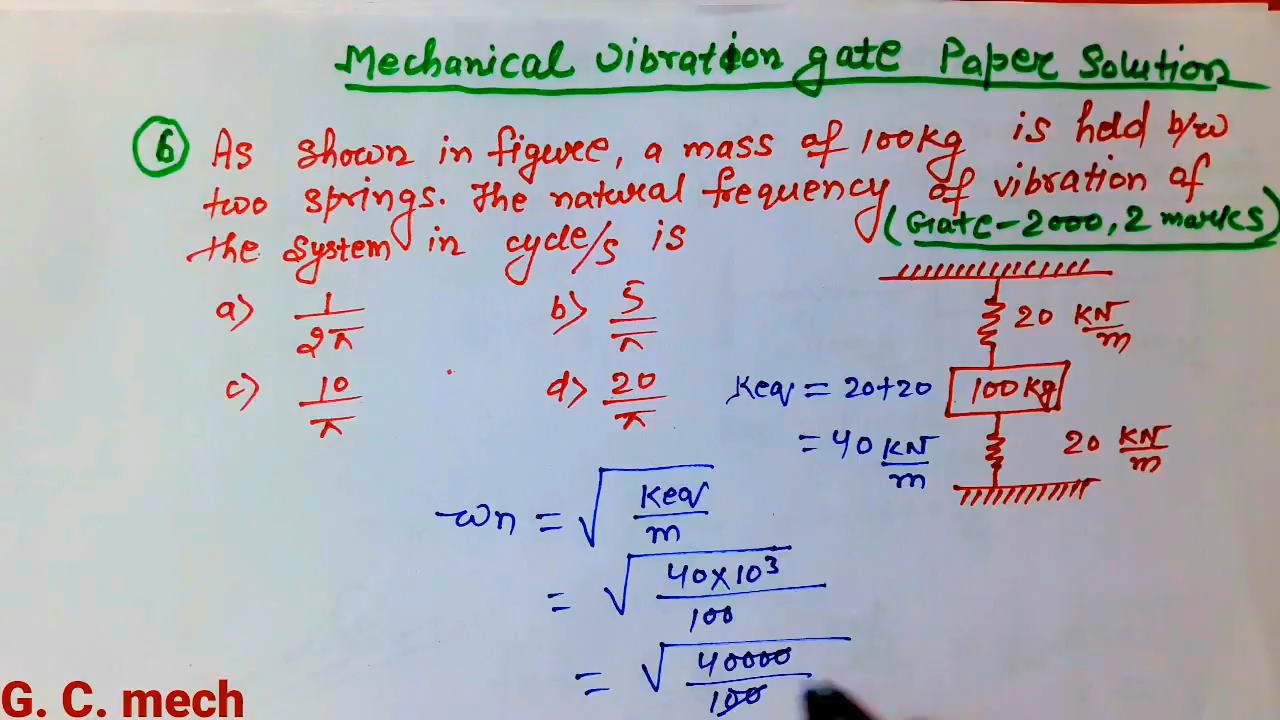 Mechanical Vibration gate Paper Solution
6 As shown in figure, a mass of 100kg is held b/w
two springs. The natural frequency of vibration of
(Gate-2000, 2 marks)
the system in cycle/s is
a) 1/2π b) 5/π
c) 10/π d) 20/π
20 KN/m
100kg
20 KN/m
Keq = 20+20
= 40 KN/m
ωn = √(Keq/m)
= √(40×10³/100)
= √(40000/100)
G. C. mech